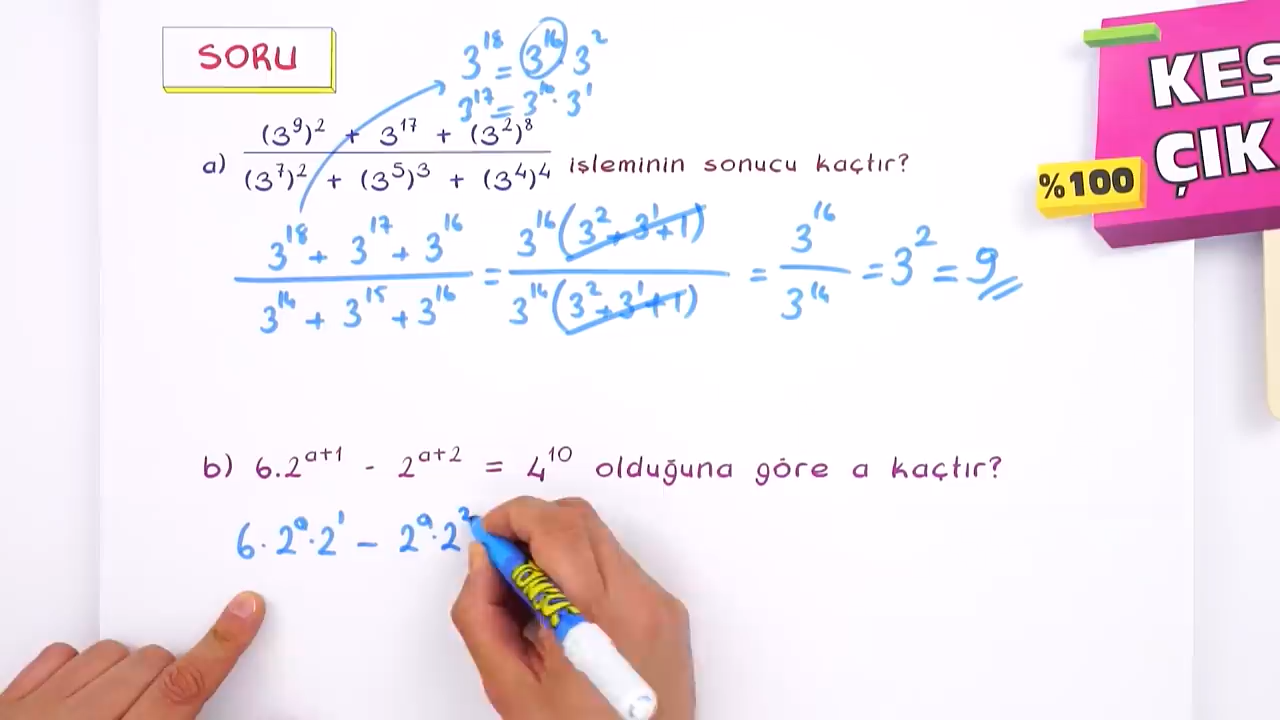 SORU
3^18 = 3^16 · 3^2
3^17 = 3^16 · 3^1
a) (3^9)^2 + 3^17 + (3^2)^8
(3^7)^2 + (3^5)^3 + (3^4)^4 işleminin sonucu kaçtır?
3^18 + 3^17 + 3^16 = 3^16(3^2+3^1+1) = 3^16 = 3^2 = 9
3^14 + 3^15 + 3^16 3^14(3^2+3^1+1) 3^14
b) 6.2^a+1 - 2^a+2 = 4^10 olduğuna göre a kaçtır?
6 · 2^a · 2^1 - 2^a · 2^2
KES
ÇIK
%100